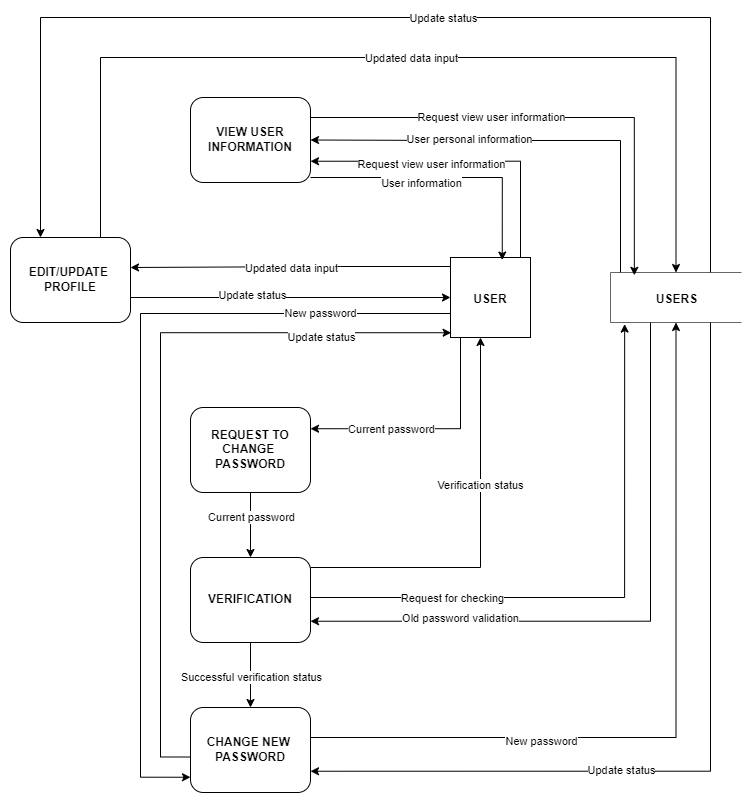 Update status
Updated data input
VIEW USER
INFORMATION
Request view user information
User personal information
Request view user information
User information
EDIT/UPDATE
PROFILE
Updated data input
Update status
New password
Update status
USER
USERS
REQUEST TO
CHANGE
PASSWORD
Current password
Current password
Verification status
VERIFICATION
Request for checking
Old password validation
Successful verification status
CHANGE NEW
PASSWORD
New password
Update status